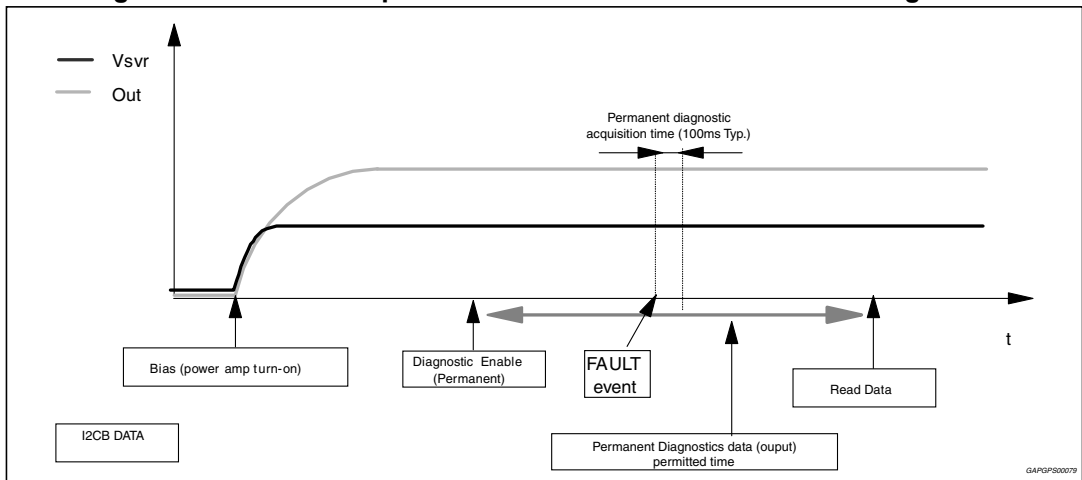 Vsvr
Out
Permanent diagnostic
acquisition time (100ms Typ.)
t
Bias (power amp turn-on)
Diagnostic Enable
(Permanent)
FAULT
event
Read Data
I2CB DATA
Permanent Diagnostics data (ouput)
permitted time
GAPGPS00079